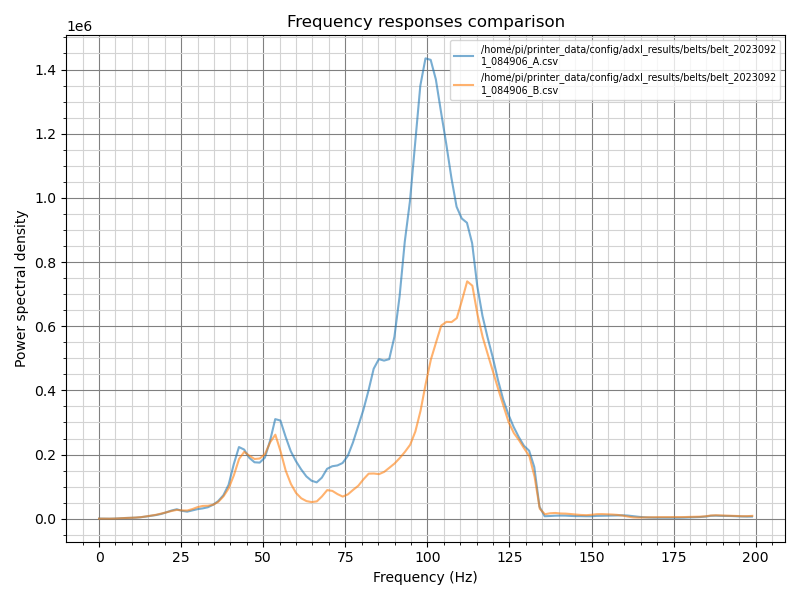 Frequency responses comparison
1e6
/home/pi/printer_data/config/adxl_results/belts/belt_2023092
1_084906_A.csv
/home/pi/printer_data/config/adxl_results/belts/belt_2023092
1_084906_B.csv
1.4
1.2
1.0
0.8
0.6
0.4
0.2
0.0
Power spectral density
0 25 50 75 100 125 150 175 200
Frequency (Hz)